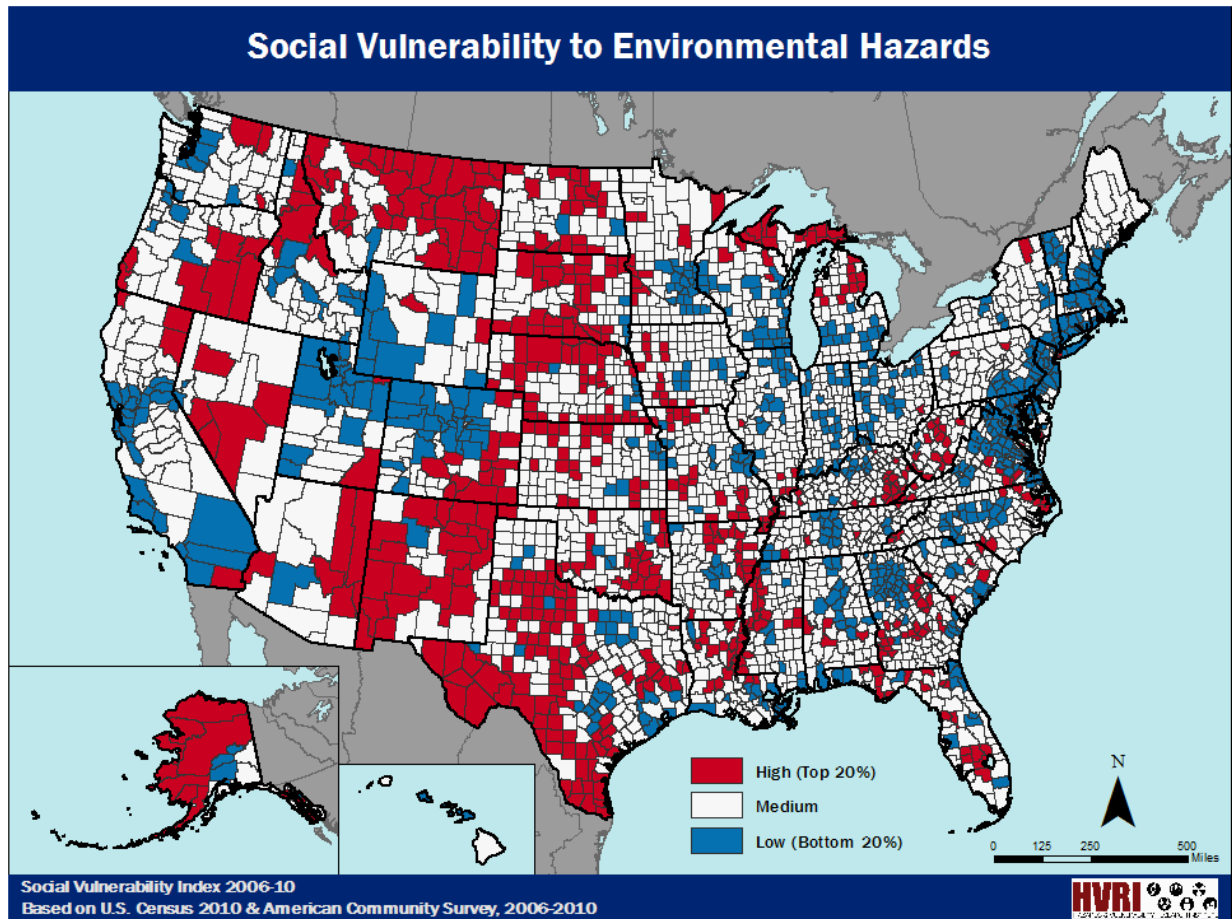 Social Vulnerability to Environmental Hazards
High (Top 20%)
Medium
Low (Bottom 20%)
N
0 125 250 500
Miles
Social Vulnerability Index 2006-10
Based on U.S. Census 2010 & American Community Survey, 2006-2010
HVRI